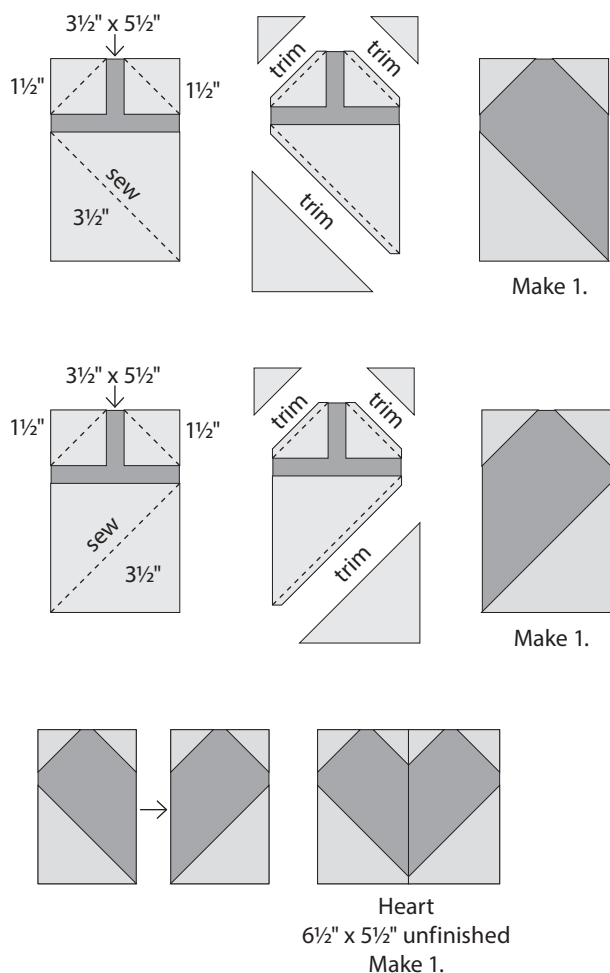 3½" x 5½"
1½"
1½"
sew
3½"
trim
trim
trim
Make 1.
3½" x 5½"
1½"
1½"
sew
3½"
trim
trim
trim
Make 1.
Heart
6½" x 5½" unfinished
Make 1.